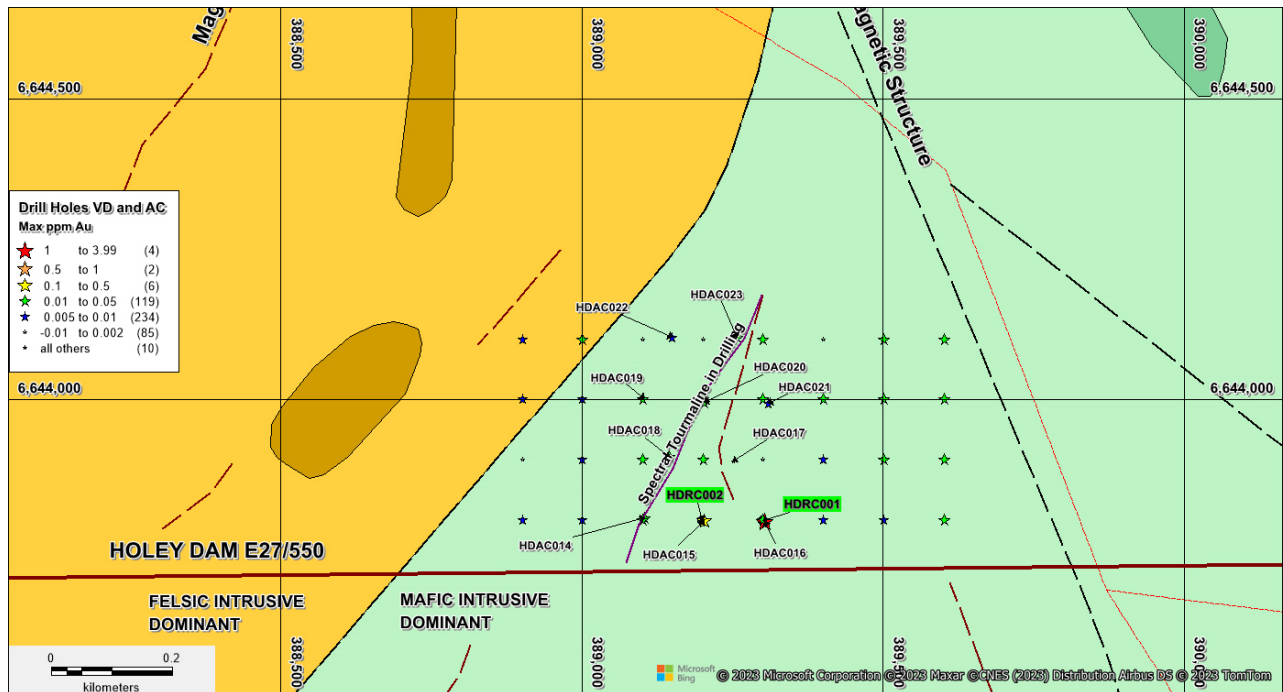 Mag
388,500
389,000
agnetic Structure
389,500
390,000
6,644,500
6,644,500
Drill Holes VD and AC
Max ppm Au
1 to 3.99 (4)
0.5 to 1 (2)
0.1 to 0.5 (6)
0.01 to 0.05 (119)
0.005 to 0.01 (234)
-0.01 to 0.002 (85)
all others (10)
HDAC022
HDAC023
Spectral Tourmaline in Drilling
HDAC020
HDAC019
HDAC021
6,644,000
6,644,000
HDAC018
HDAC017
HDRC002
HDRC001
HDAC014
HDAC015
HDAC016
HOLEY DAM E27/550
FELSIC INTRUSIVE
DOMINANT
MAFIC INTRUSIVE
DOMINANT
388,500
389,000
389,500
390,000
0 0.2
kilometers
Microsoft
Bing
© 2023 Microsoft Corporation © 2023 Maxar ©CNES (2023) Distribution Airbus DS © 2023 TomTom